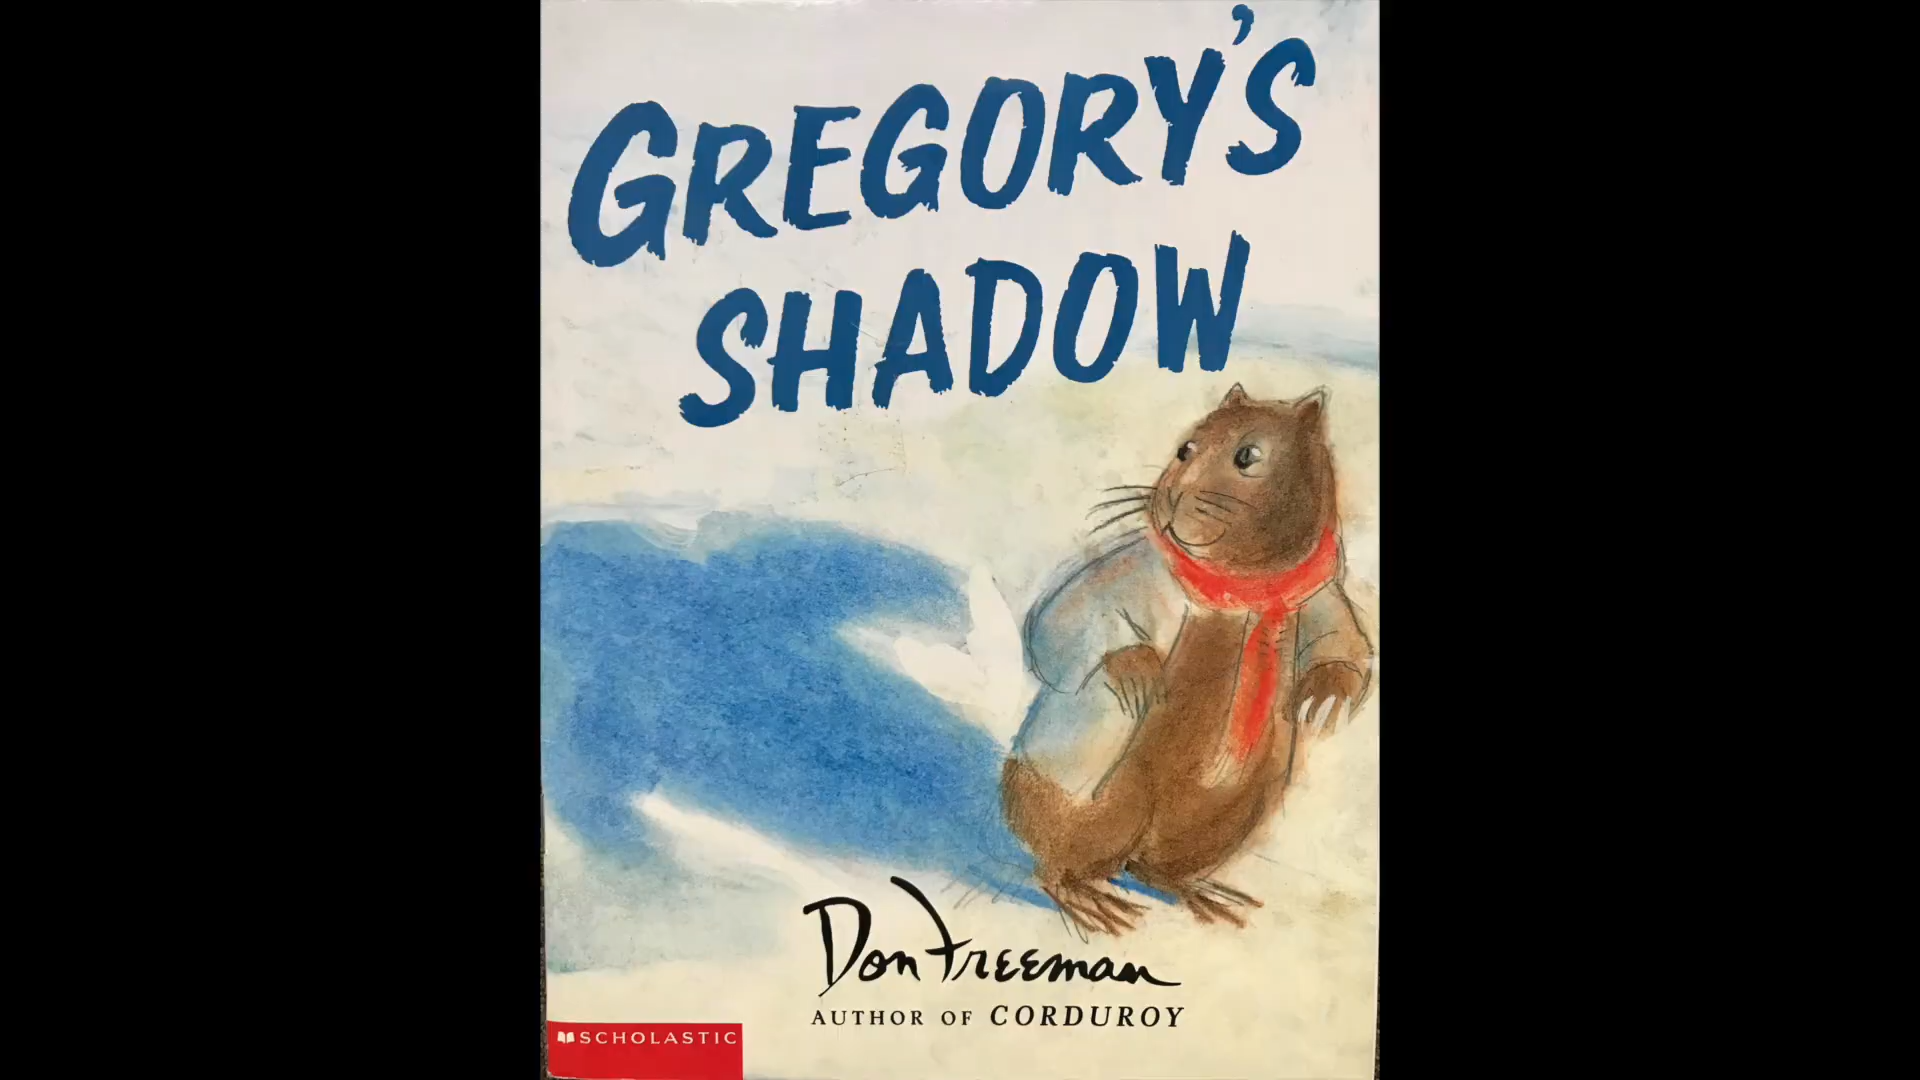 GREGORY'S
SHADOW
Don Freeman
AUTHOR OF CORDUROY
SCHOLASTIC